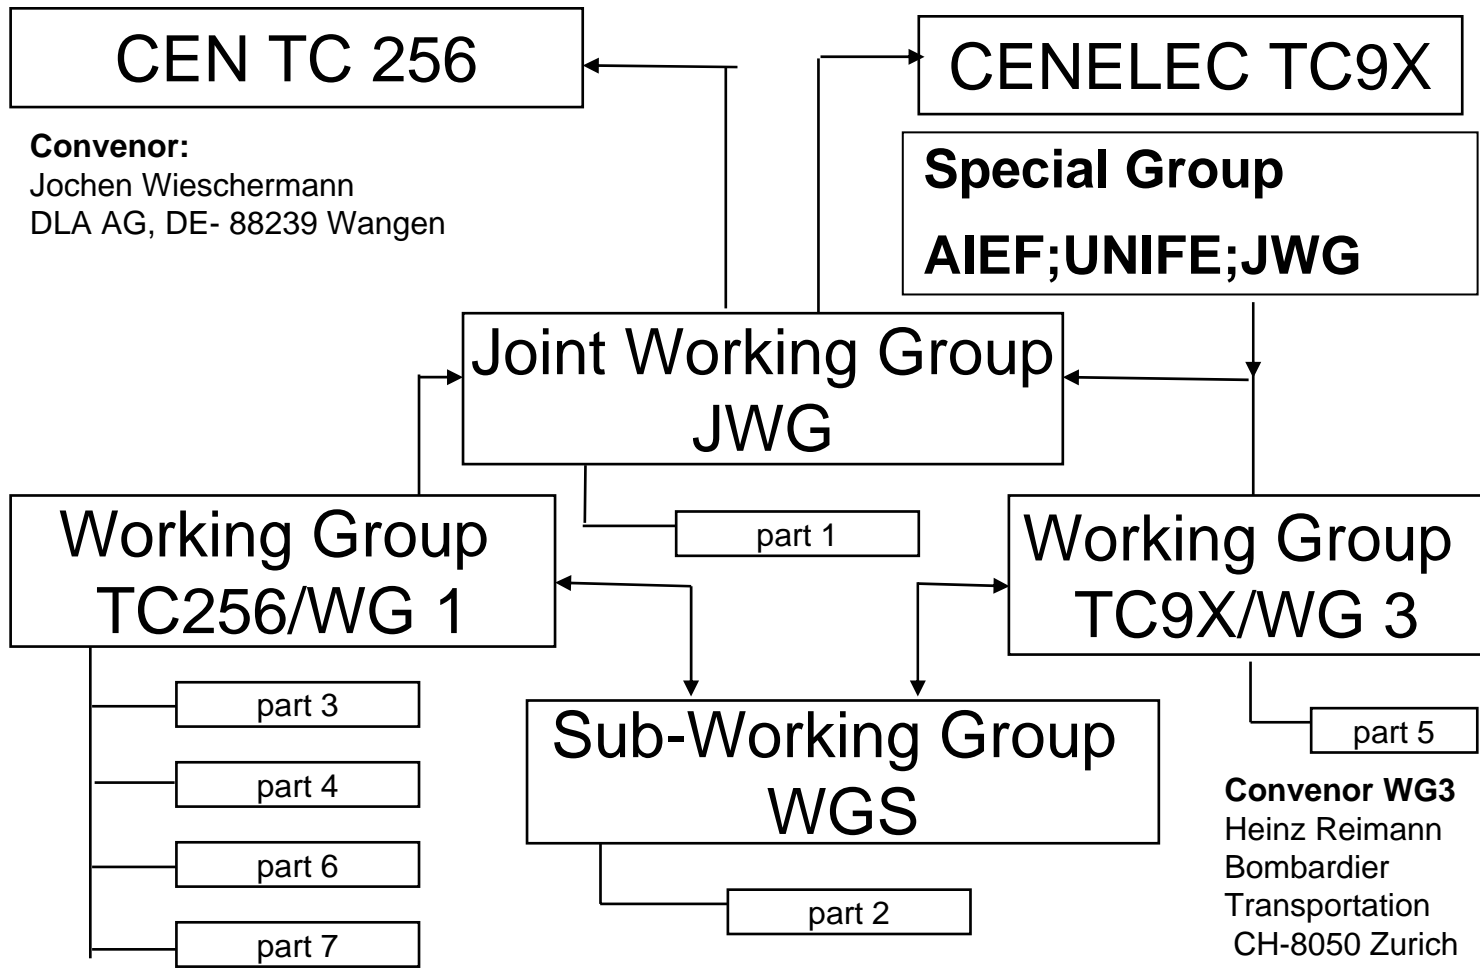 CEN TC 256
CENELEC TC9X
Convenor:
Jochen Wieschermann
DLA AG, DE- 88239 Wangen
Special Group
AIEF;UNIFE;JWG
Joint Working Group
JWG
part 1
Working Group
TC256/WG 1
Working Group
TC9X/WG 3
part 3
part 4
part 6
part 7
Sub-Working Group
WGS
part 2
part 5
Convenor WG3
Heinz Reimann
Bombardier
Transportation
CH-8050 Zurich